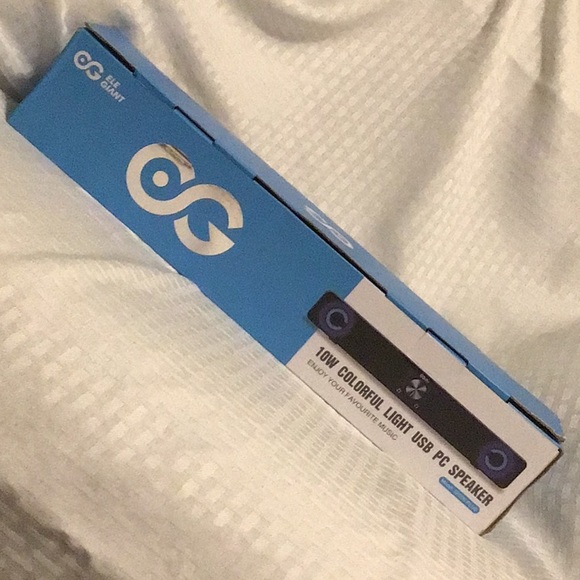 ELE
GIANT
10W COLORFUL LIGHT USB PC SPEAKER
ENJOY YOUR FAVOURITE MUSIC